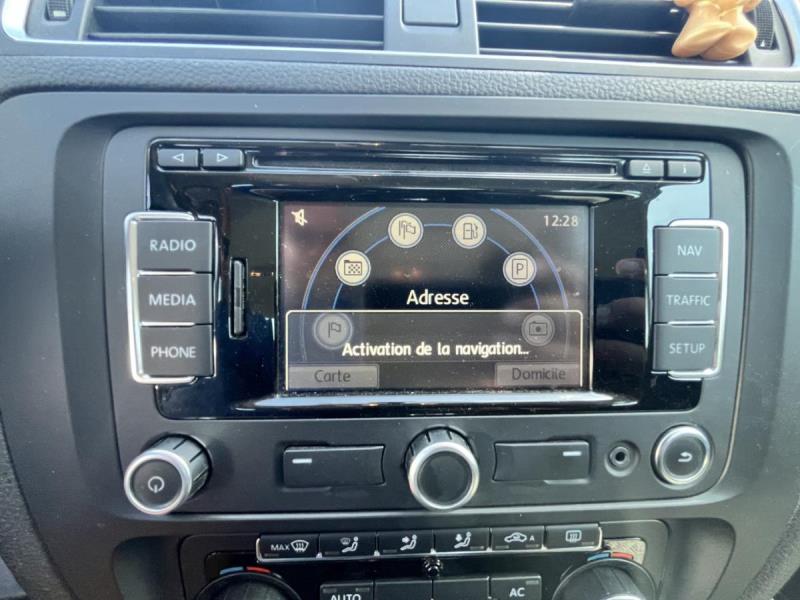 RADIO
MEDIA
PHONE
12:28
P
Adresse
Activation de la navigation...
Carte
Domicile
NAV
TRAFFIC
SETUP
i
MAX
A
AUTO
AC